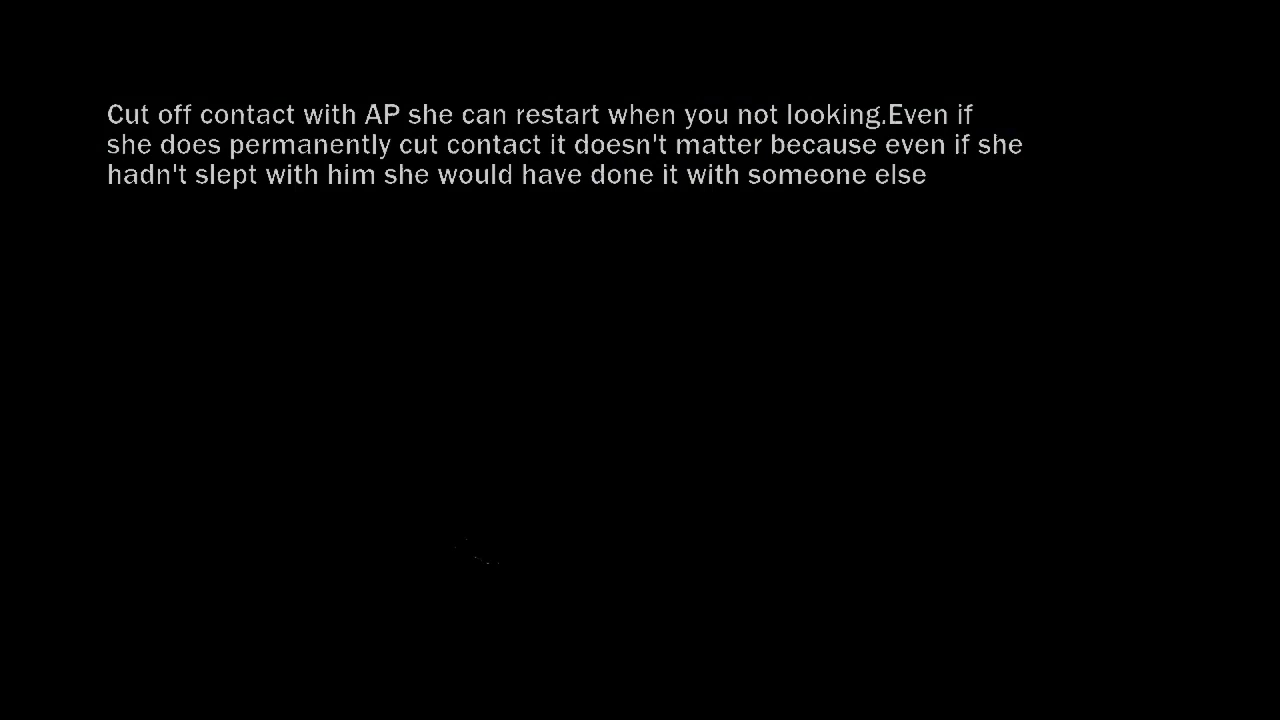 Cut off contact with AP she can restart when you not looking.Even if
she does permanently cut contact it doesn't matter because even if she
hadn't slept with him she would have done it with someone else